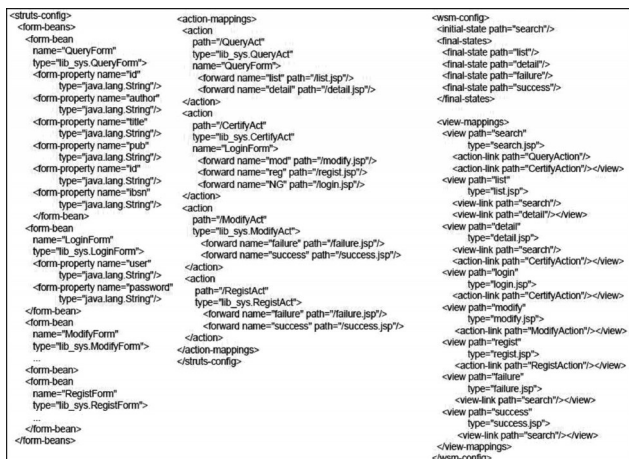 <struts-config>
<form-beans>
<form-bean
name="QueryForm"
type="lib_sys.QueryForm">
<form-property name="id"
type="java.lang.String"/>
<form-property name="author"
type="java.lang.String"/>
<form-property name="title"
type="java.lang.String"/>
<form-property name="pub"
type="java.lang.String"/>
<form-property name="id"
type="java.lang.String"/>
<form-property name="ibsn"
type="java.lang.String"/>
</form-bean>
<form-bean
name="LoginForm"
type="lib_sys.LoginForm">
<form-property name="user"
type="java.lang.String"/>
<form-property name="password"
type="java.lang.String"/>
</form-bean>
<form-bean
name="ModifyForm"
type="lib_sys.ModifyForm">
...
<form-bean>
<form-bean
name="RegistForm"
type="lib_sys.RegistForm">
...
</form-bean>
</form-beans>
<action-mappings>
<action
path="/QueryAct"
type="lib_sys.QueryAct"
name="QueryForm">
<forward name="list" path="/list.jsp"/>
<forward name="detail" path="/detail.jsp"/>
</action>
<action
path="/CertifyAct"
type="lib_sys.CertifyAct
name="LoginForm">
<forward name="mod" path="/modify.jsp"/>
<forward name="reg" path="/regist.jsp"/>
<forward name="NG" path="/login.jsp"/>
</action>
<action
path="/ModifyAct"
type="lib_sys.ModifyAct">
<forward name="failure" path="/failure.jsp"/>
<forward name="success" path="/success.jsp"/>
</action>
<action
path="/RegistAct"
type="lib_sys.RegistAct">
<forward name="failure" path="/failure.jsp"/>
<forward name="success" path="/success.jsp"/>
</action>
</action-mappings>
</struts-config>
<wsm-config>
<initial-state path="search"/>
<final-states>
<final-state path="list"/>
<final-state path="detail"/>
<final-state path="failure"/>
<final-state path="success"/>
</final-states>
<view-mappings>
<view path="search"
type="search.jsp">
<action-link path="QueryAction"/>
<action-link path="CertifyAction"/></view>
<view path="list"
type="list.jsp">
<view-link path="search"/>
<view-link path="detail"/></view>
<view path="detail"
type="detail.jsp">
<view-link path="search"/>
<action-link path="CertifyAction"/></view>
<view path="login"
type="login.jsp">
<action-link path="CertifyAction"/></view>
<view path="modify"
type="modify.jsp">
<action-link path="ModifyAction"/></view>
<view path="regist"
type="regist.jsp">
<action-link path="RegistAction"/></view>
<view path="failure"
type="failure.jsp">
<view-link path="search"/></view>
<view path="success"
type="success.jsp">
<view-link path="search"/></view>
</view-mappings>
</wsm-config>